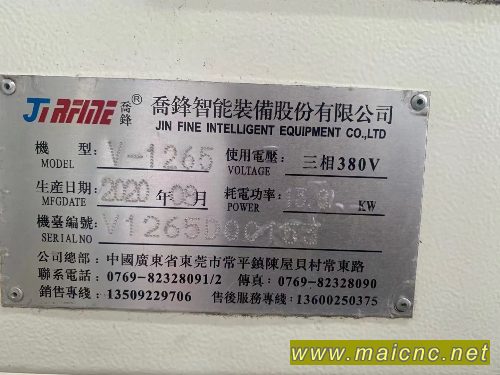 JIRFINE 喬鋒 ® 喬鋒智能裝備股份有限公司
JIN FINE INTELLIGENT EQUIPMENT CO.,LTD
機 型: V-1265 使用電壓: 三相380V
MODEL VOLTAGE
生產日期: 2020 年 09 月 耗電功率: KW
MFGDATE POWER
機臺編號:
SERIAL NO
公司總部: 中國廣東省東莞市常平鎮陳屋貝村常東路
聯系電話: 0769-82328091/2 傳真: 0769-82328090
銷售專綫: 13509229706 售後服務專綫: 13600250375
www.maicnc.net